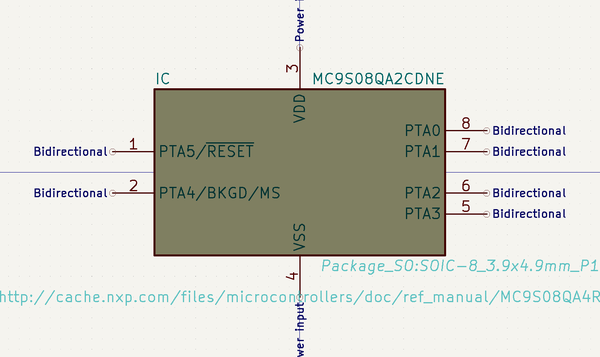 Power i
3
IC
MC9S08QA2CDNE
VDD
PTA0 8 Bidirectional
Bidirectional 1 PTA5/RESET
PTA1 7 Bidirectional
Bidirectional 2 PTA4/BKGD/MS
PTA2 6 Bidirectional
PTA3 5 Bidirectional
VSS
4
Package_SO:SOIC-8_3.9x4.9mm_P1
http://cache.nxp.com/files/microcontrollers/doc/ref_manual/MC9S08QA4R
wer input